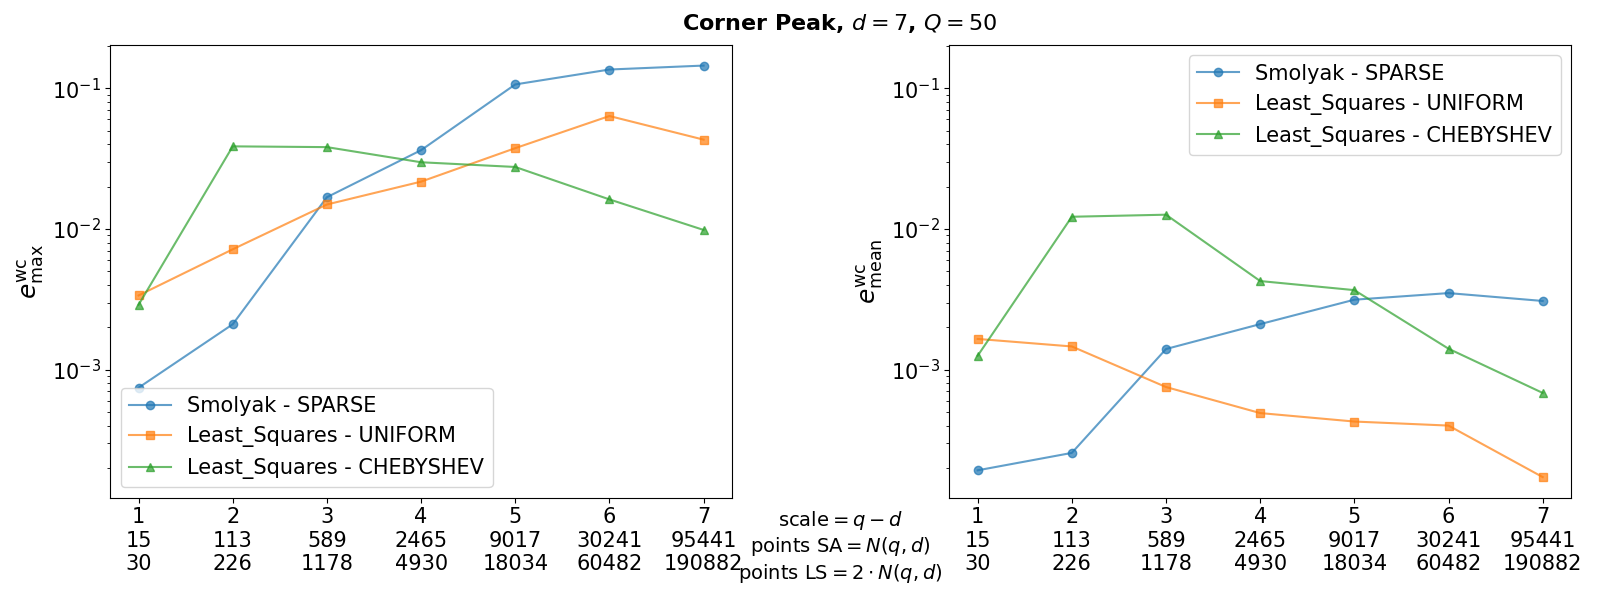 Corner Peak, d = 7, Q = 50
10⁻¹
10⁻²
10⁻³
e^wc_max
Smolyak - SPARSE
Least_Squares - UNIFORM
Least_Squares - CHEBYSHEV
1 2 3 4 5 6 7
15 113 589 2465 9017 30241 95441
30 226 1178 4930 18034 60482 190882
scale = q − d
points SA = N(q, d)
points LS = 2 · N(q, d)
10⁻¹
10⁻²
10⁻³
e^wc_mean
Smolyak - SPARSE
Least_Squares - UNIFORM
Least_Squares - CHEBYSHEV
1 2 3 4 5 6 7
15 113 589 2465 9017 30241 95441
30 226 1178 4930 18034 60482 190882